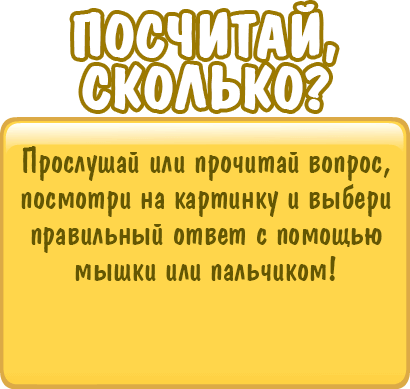 ПОСЧИТАЙ,
СКОЛЬКО?
Прослушай или прочитай вопрос,
посмотри на картинку и выбери
правильный ответ с помощью
мышки или пальчиком!